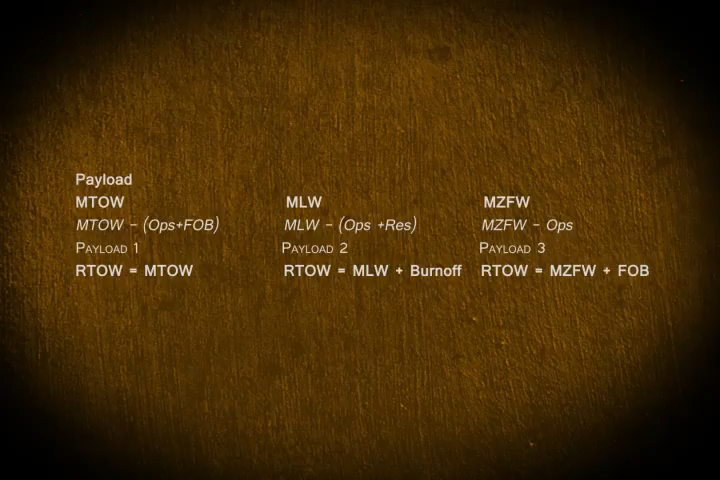 Payload
MTOW MLW MZFW
MTOW - (Ops+FOB) MLW - (Ops +Res) MZFW - Ops
Payload 1 Payload 2 Payload 3
RTOW = MTOW RTOW = MLW + Burnoff RTOW = MZFW + FOB